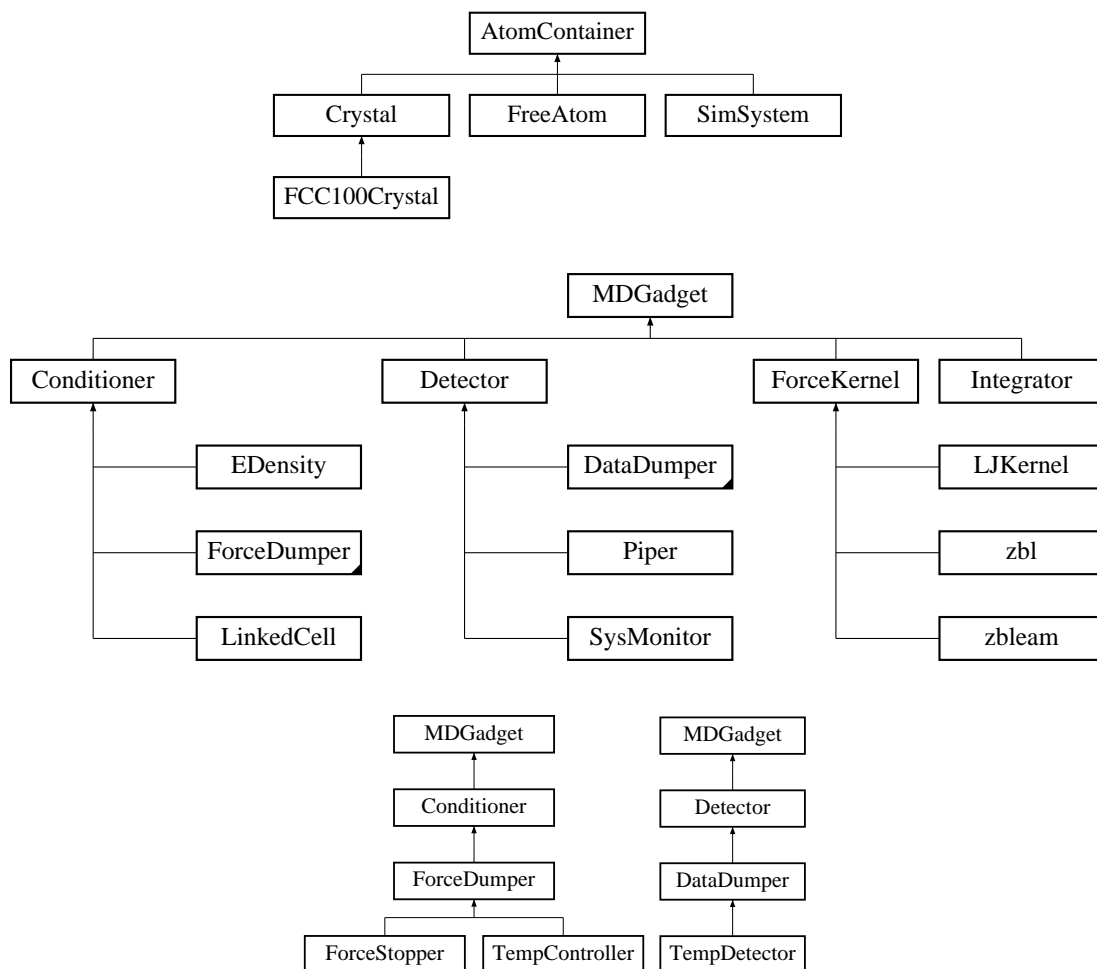 AtomContainer
Crystal FreeAtom SimSystem
FCC100Crystal
MDGadget
Conditioner Detector ForceKernel Integrator
EDensity DataDumper LJKernel
ForceDumper Piper zbl
LinkedCell SysMonitor zbleam
MDGadget MDGadget
Conditioner Detector
ForceDumper DataDumper
ForceStopper TempController TempDetector